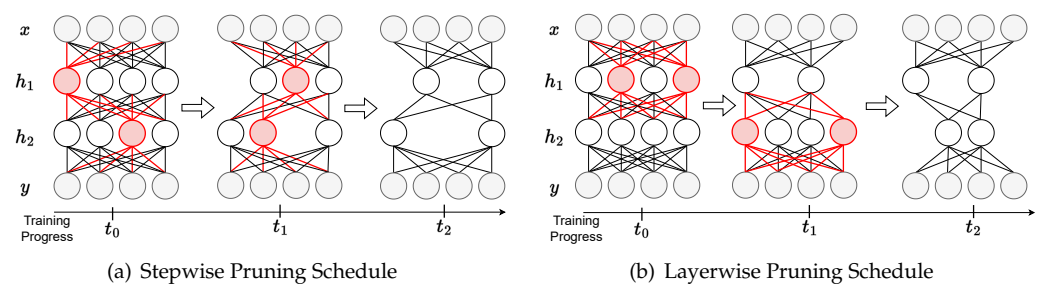 x
h₁
h₂
y
Training
Progress
t₀
t₁
t₂
(a) Stepwise Pruning Schedule
x
h₁
h₂
y
Training
Progress
t₀
t₁
t₂
(b) Layerwise Pruning Schedule